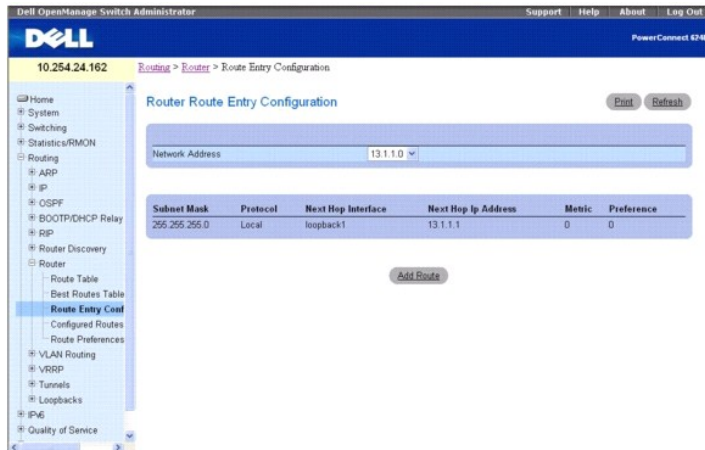 Dell OpenManage Switch Administrator
Support Help About Log Out
DELL
PowerConnect 624
10.254.24.162
Routing > Router > Route Entry Configuration
Home
System
Switching
Statistics/RMON
Routing
ARP
IP
OSPF
BOOTP/DHCP Relay
RIP
Router Discovery
Router
Route Table
Best Routes Table
Route Entry Conf
Configured Routes
Route Preferences
VLAN Routing
VRRP
Tunnels
Loopbacks
IPv6
Quality of Service
Router Route Entry Configuration
Print Refresh
Network Address 13.1.1.0
Subnet Mask Protocol Next Hop Interface Next Hop Ip Address Metric Preference
255.255.255.0 Local loopback1 13.1.1.1 0 0
Add Route